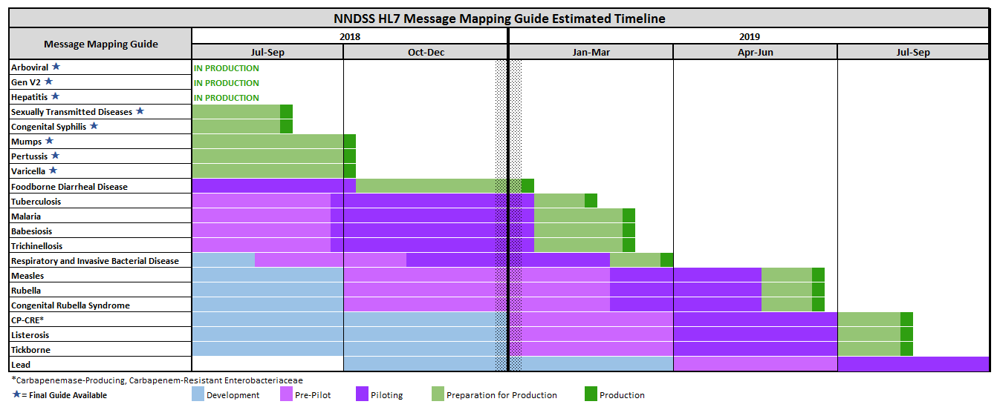 NNDSS HL7 Message Mapping Guide Estimated Timeline
Message Mapping Guide
2018
2019
Jul-Sep
Oct-Dec
Jan-Mar
Apr-Jun
Jul-Sep
Arboviral ★ IN PRODUCTION
Gen V2 ★ IN PRODUCTION
Hepatitis ★ IN PRODUCTION
Sexually Transmitted Diseases ★
Congenital Syphilis ★
Mumps ★
Pertussis ★
Varicella ★
Foodborne Diarrheal Disease
Tuberculosis
Malaria
Babesiosis
Trichinellosis
Respiratory and Invasive Bacterial Disease
Measles
Rubella
Congenital Rubella Syndrome
CP-CRE*
Listerosis
Tickborne
Lead
*Carbapenemase-Producing, Carbapenem-Resistant Enterobacteriaceae
★= Final Guide Available
Development
Pre-Pilot
Piloting
Preparation for Production
Production